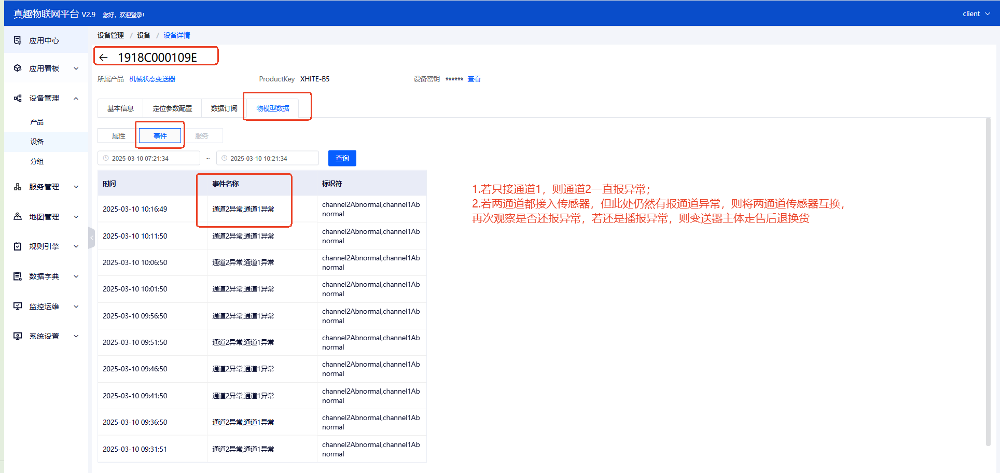 真趣物联网平台 V2.9 您好，欢迎登录!
client
应用中心
应用看板
设备管理
产品
设备
分组
服务管理
地图管理
规则引擎
数据字典
监控运维
系统设置
设备管理 / 设备 / 设备详情
1918C000109E
所属产品 机械状态变送器 ProductKey XHITE-B5 设备密钥 ****** 查看
基本信息 定位参数配置 数据订阅 物模型数据
属性 事件 服务
2025-03-10 07:21:34 ~ 2025-03-10 10:21:34 查询
时间 事件名称 标识符
2025-03-10 10:16:49 通道2异常,通道1异常 channel2Abnormal,channel1Ab
normal
2025-03-10 10:11:50 通道2异常,通道1异常 channel2Abnormal,channel1Ab
normal
2025-03-10 10:06:50 通道2异常,通道1异常 channel2Abnormal,channel1Ab
normal
2025-03-10 10:01:50 通道2异常,通道1异常 channel2Abnormal,channel1Ab
normal
2025-03-10 09:56:50 通道2异常,通道1异常 channel2Abnormal,channel1Ab
normal
2025-03-10 09:51:50 通道2异常,通道1异常 channel2Abnormal,channel1Ab
normal
2025-03-10 09:46:50 通道2异常,通道1异常 channel2Abnormal,channel1Ab
normal
2025-03-10 09:41:50 通道2异常,通道1异常 channel2Abnormal,channel1Ab
normal
2025-03-10 09:36:50 通道2异常,通道1异常 channel2Abnormal,channel1Ab
normal
2025-03-10 09:31:51 通道2异常,通道1异常 channel2Abnormal,channel1Ab
normal
1.若只接通道1，则通道2一直报异常；
2.若两通道都接入传感器，但此处仍然有报通道异常，则将两通道传感器互换，
再次观察是否还报异常，若还是播报异常，则变送器主体走售后退换货